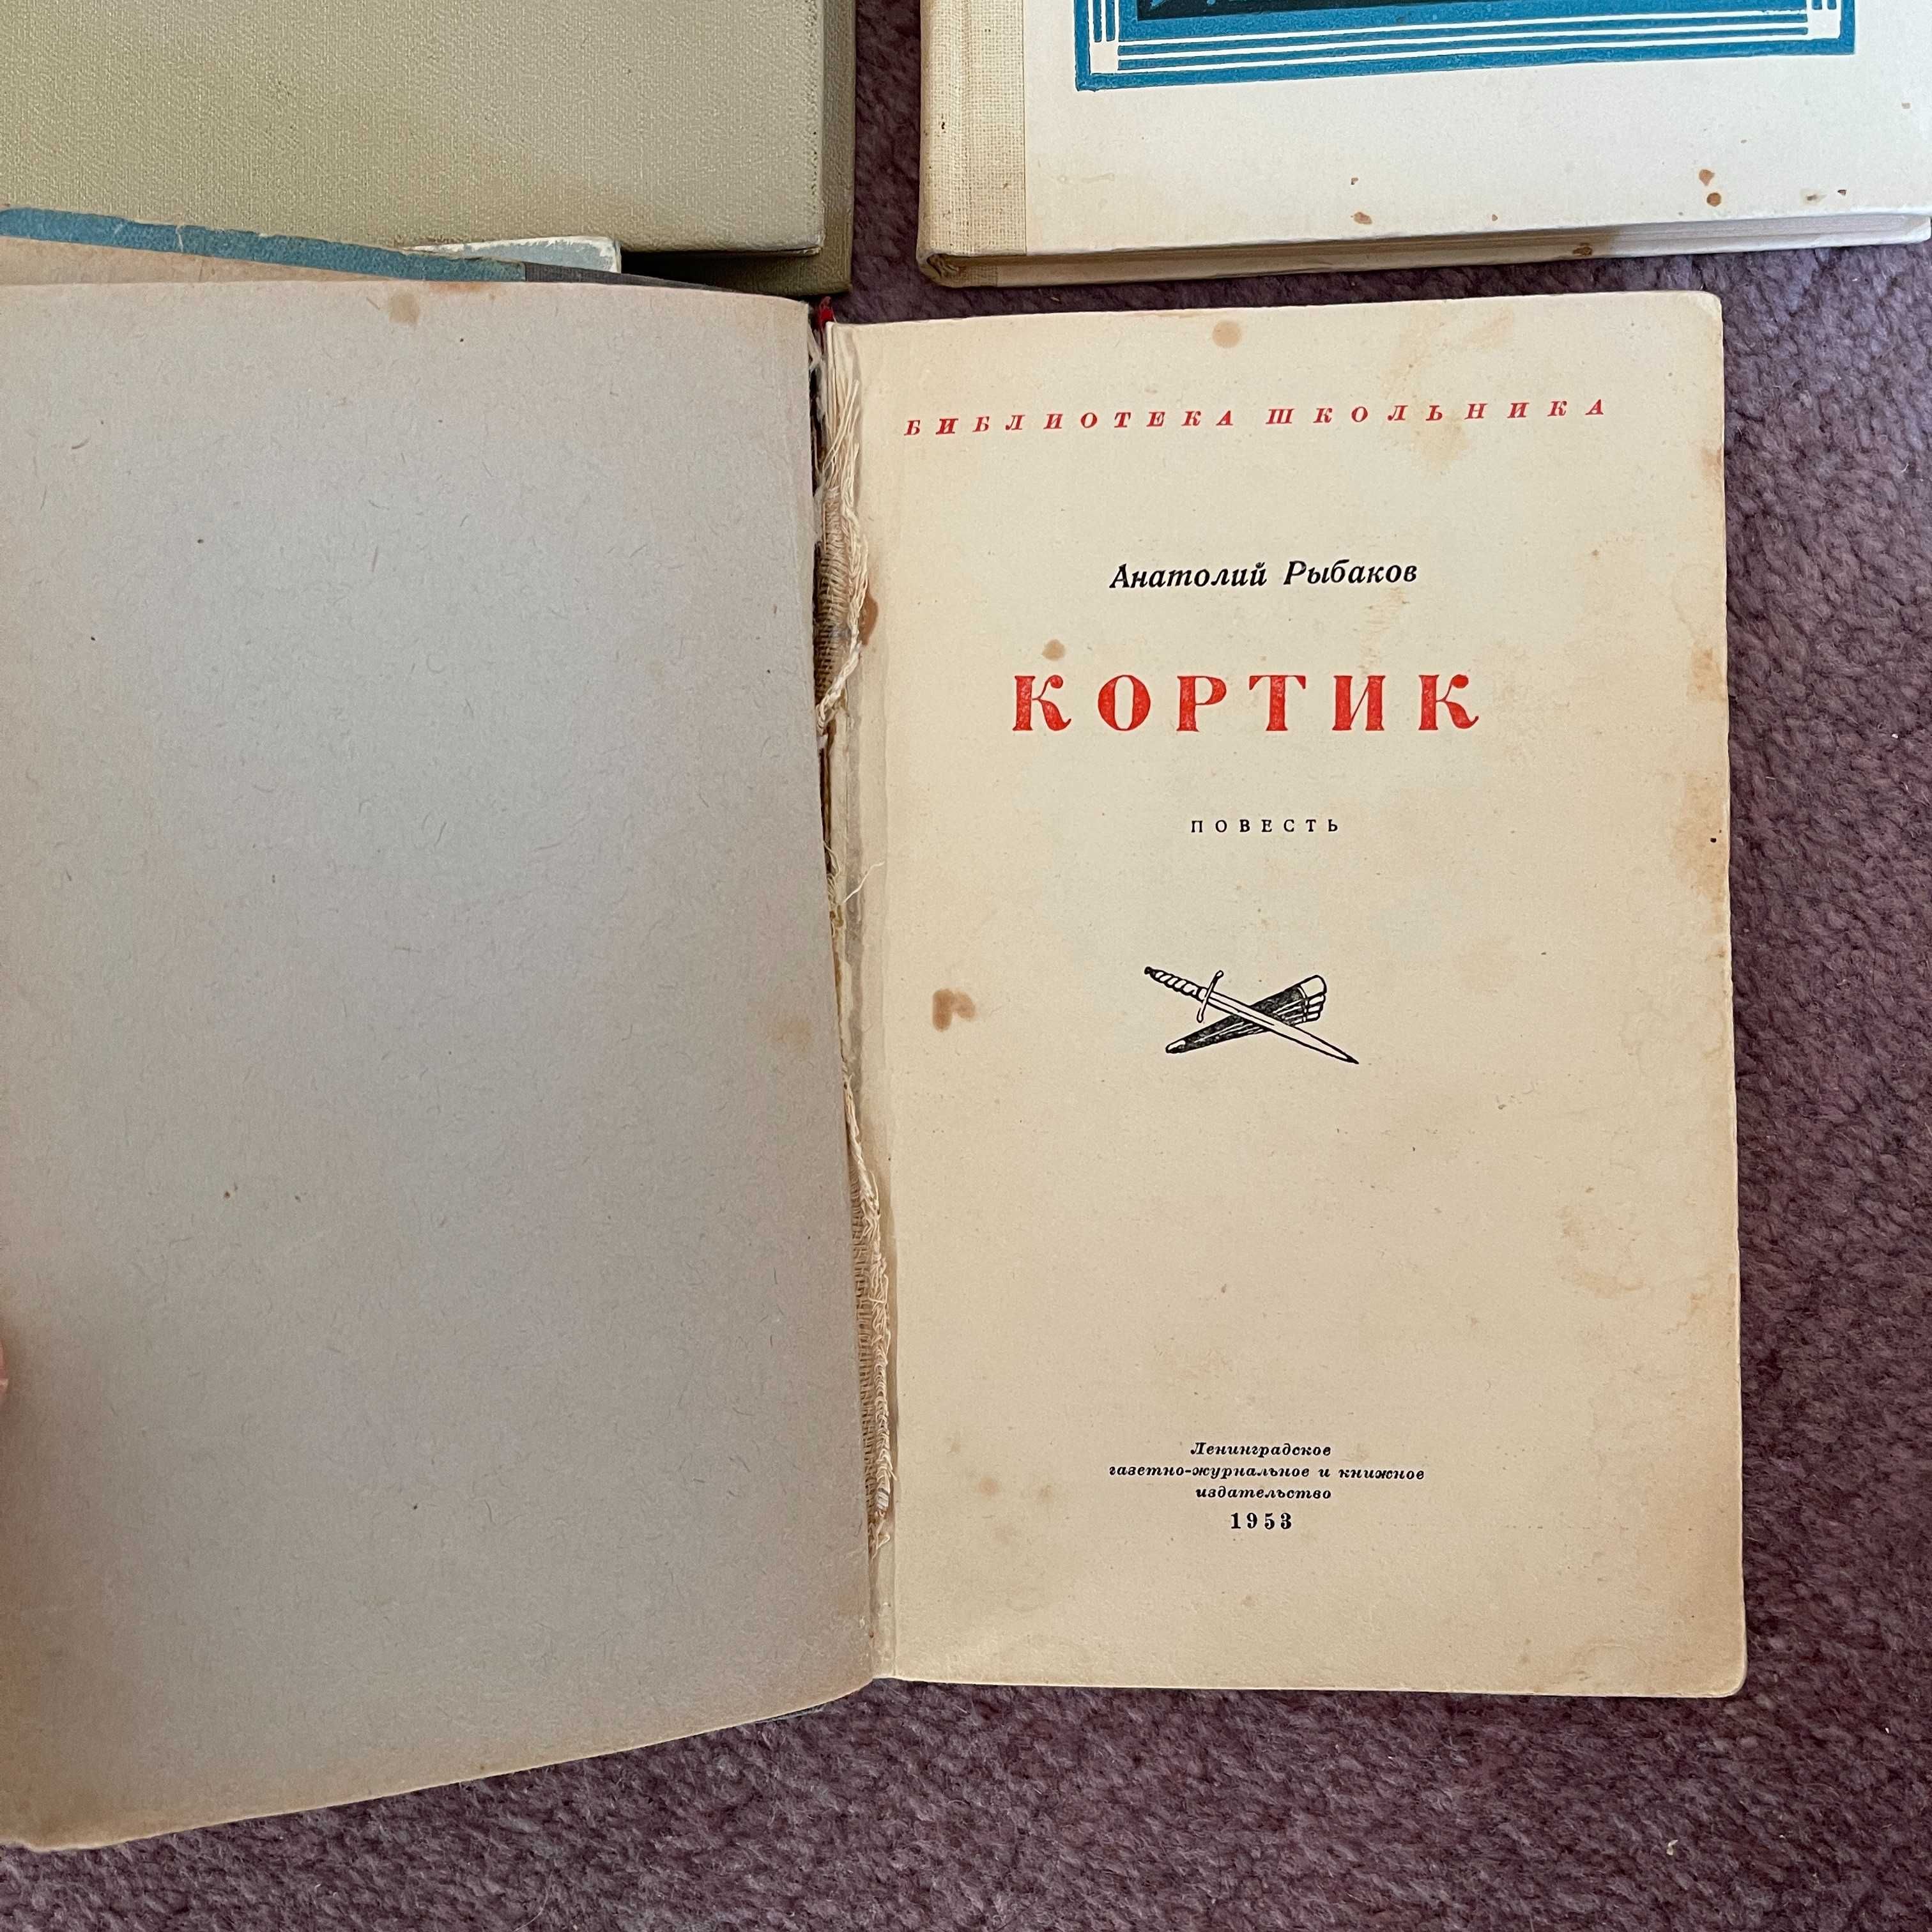 БИБЛИОТЕКА ШКОЛЬНИКА
Анатолий Рыбаков
КОРТИК
ПОВЕСТЬ
Ленинградское
газетно-журнальное и книжное
издательство
1953